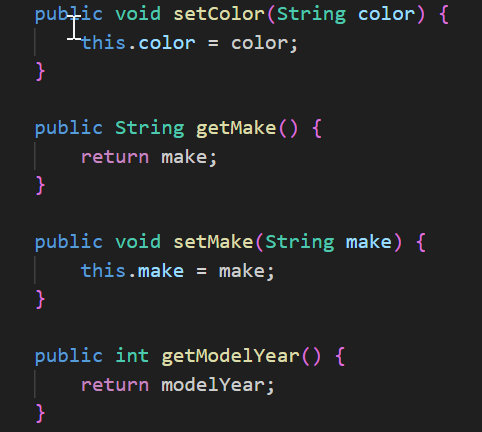 public void setColor(String color) {
    this.color = color;
}
public String getMake() {
    return make;
}
public void setMake(String make) {
    this.make = make;
}
public int getModelYear() {
    return modelYear;
}